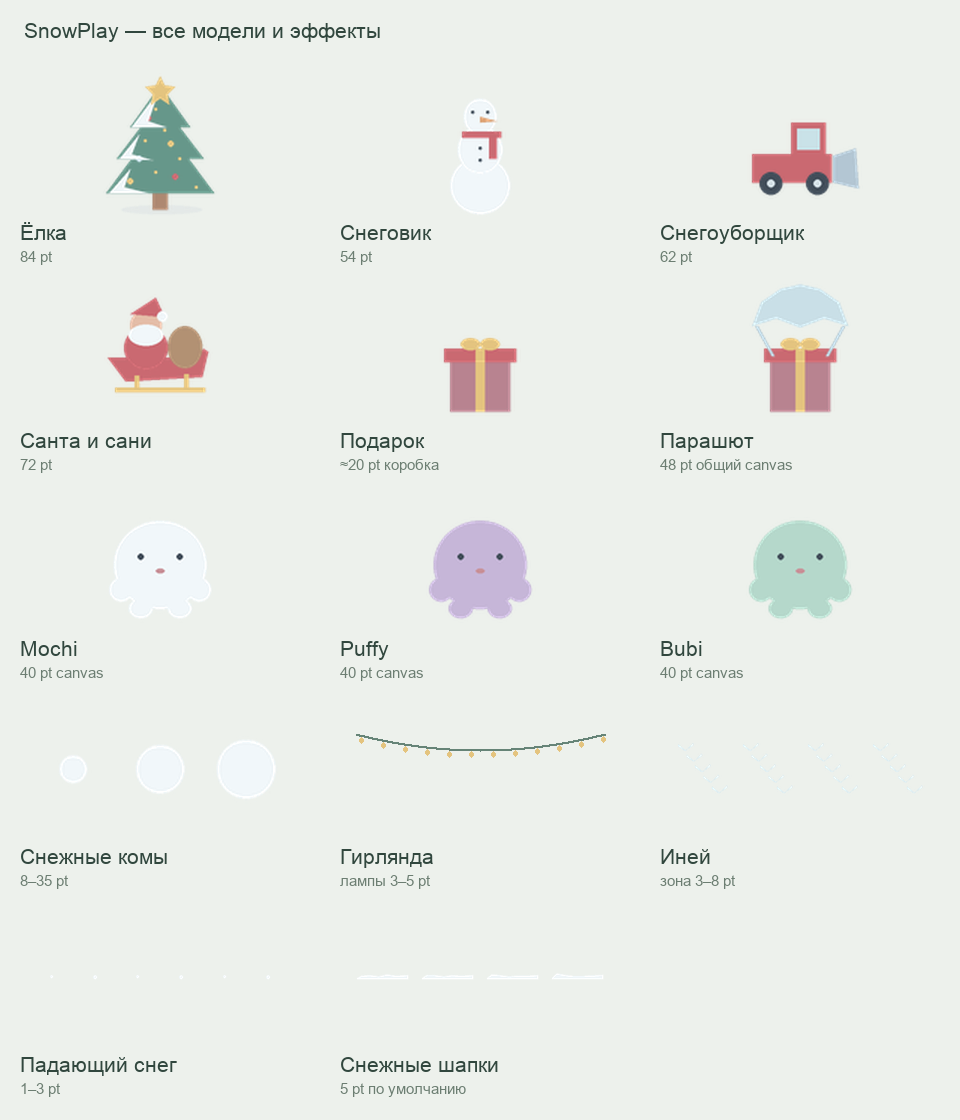 SnowPlay — все модели и эффекты
Ёлка
84 pt
Снеговик
54 pt
Снегоуборщик
62 pt
Санта и сани
72 pt
Подарок
≈20 pt коробка
Парашют
48 pt общий canvas
Mochi
40 pt canvas
Puffy
40 pt canvas
Bubi
40 pt canvas
Снежные комы
8–35 pt
Гирлянда
лампы 3–5 pt
Иней
зона 3–8 pt
Падающий снег
1–3 pt
Снежные шапки
5 pt по умолчанию